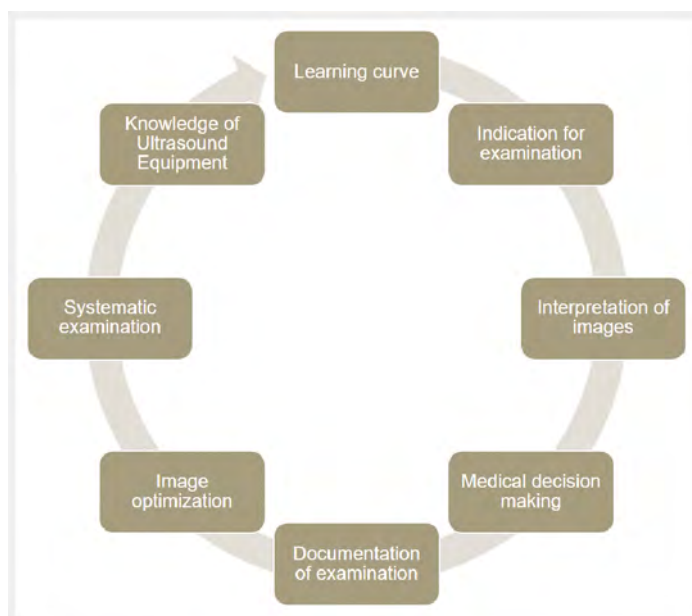 Learning curve
Indication for
examination
Interpretation of
images
Medical decision
making
Documentation
of examination
Image
optimization
Systematic
examination
Knowledge of
Ultrasound
Equipment